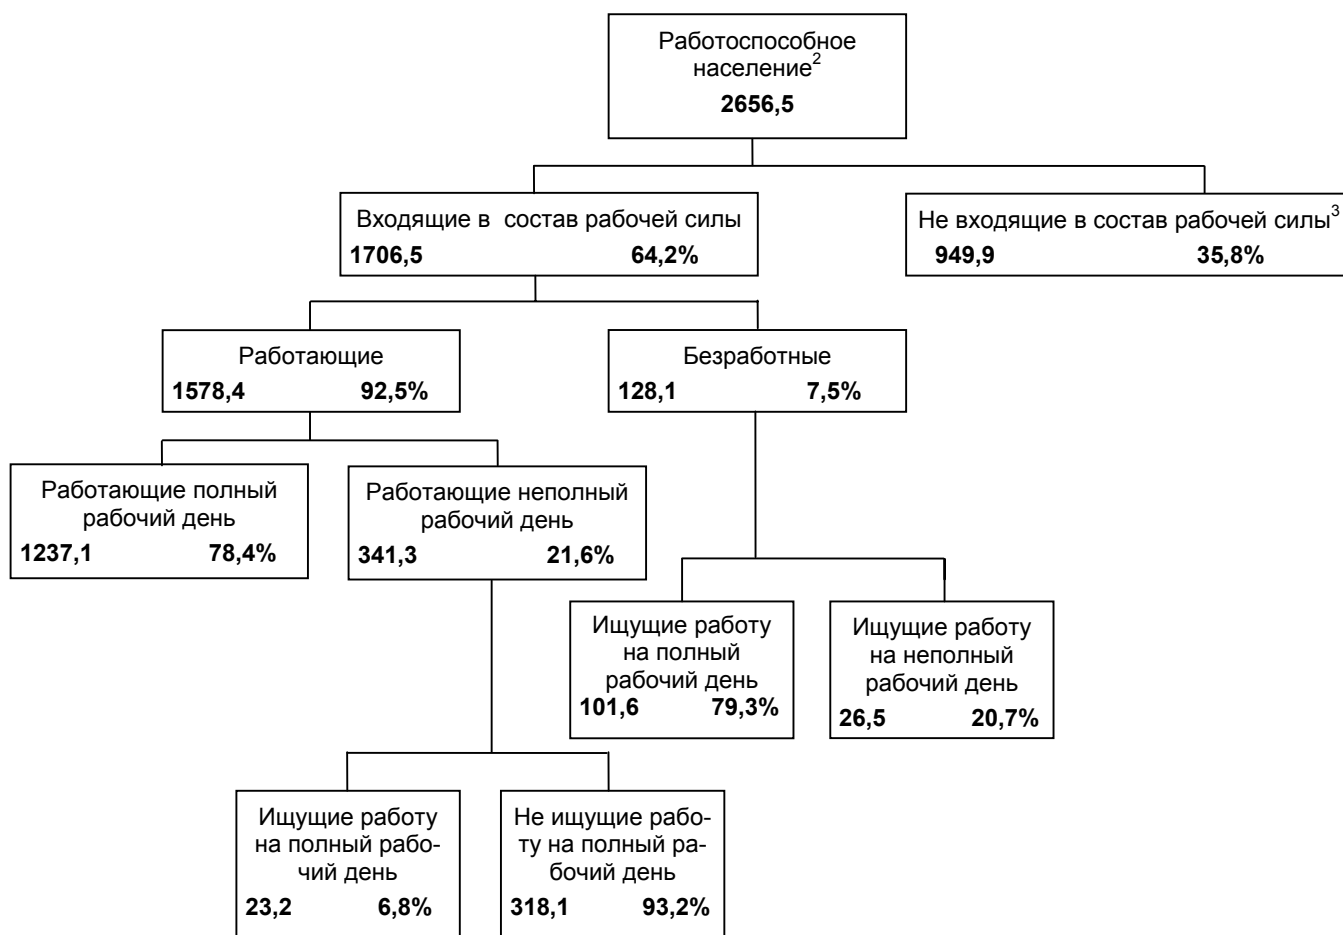 Работоспособное
население²
2656,5
Входящие в состав рабочей силы
1706,5 64,2%
Не входящие в состав рабочей силы³
949,9 35,8%
Работающие
1578,4 92,5%
Безработные
128,1 7,5%
Работающие полный
рабочий день
1237,1 78,4%
Работающие неполный
рабочий день
341,3 21,6%
Ищущие работу
на полный
рабочий день
101,6 79,3%
Ищущие работу
на неполный
рабочий день
26,5 20,7%
Ищущие работу
на полный рабо-
чий день
23,2 6,8%
Не ищущие рабо-
ту на полный ра-
бочий день
318,1 93,2%